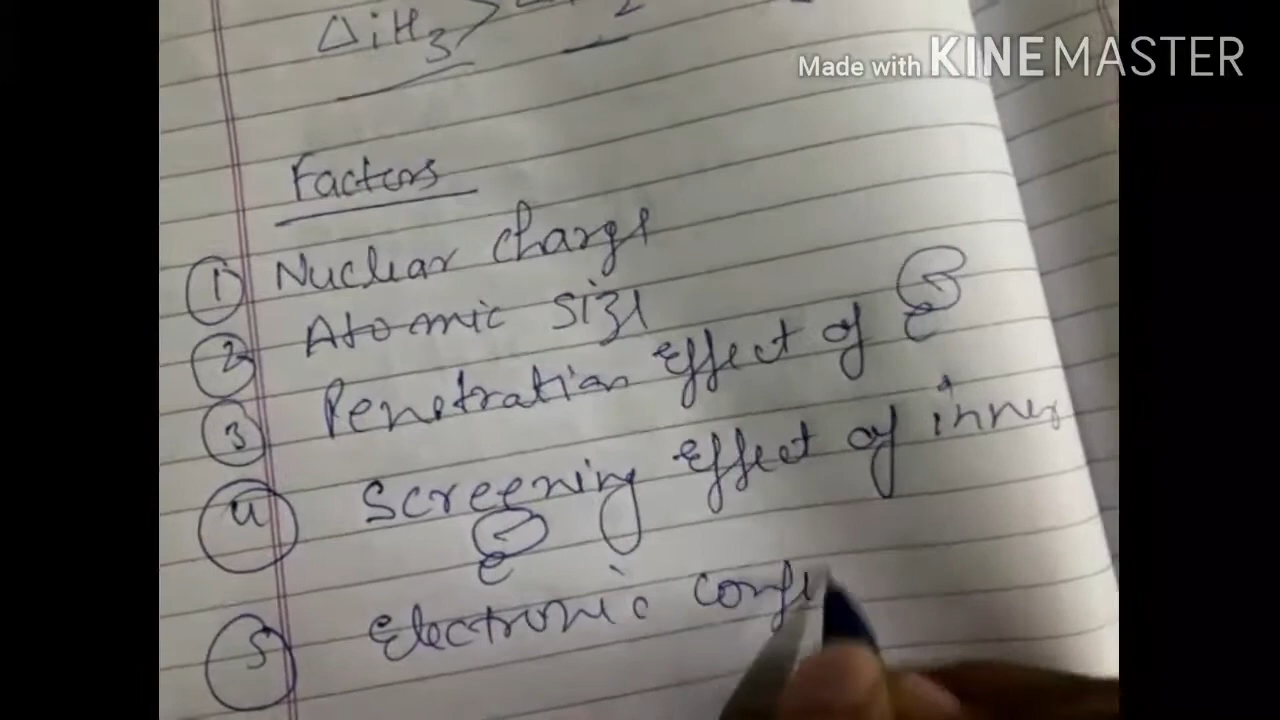 Made with KINEMASTER
ΔiH3 >
Factors
1 Nuclear charge
2 Atomic size
3 Penetration effect of e-
4 Screening effect of inner
e-
5 Electronic confi